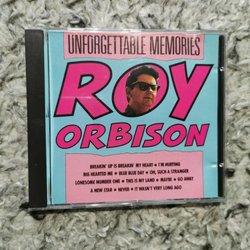 UNFORGETTABLE MEMORIES
ROY
ORBISON
BREAKIN' UP IS BREAKIN' MY HEART • I'M HURTING
BIG HEARTED ME • BLUE BLUE DAY • OH, SUCH A STRANGER
LONESOME NUMBER ONE • THIS IS MY LAND • MAYBE • GO AWAY
A NEW STAR • NEVER • IT WASN'T VERY LONG AGO